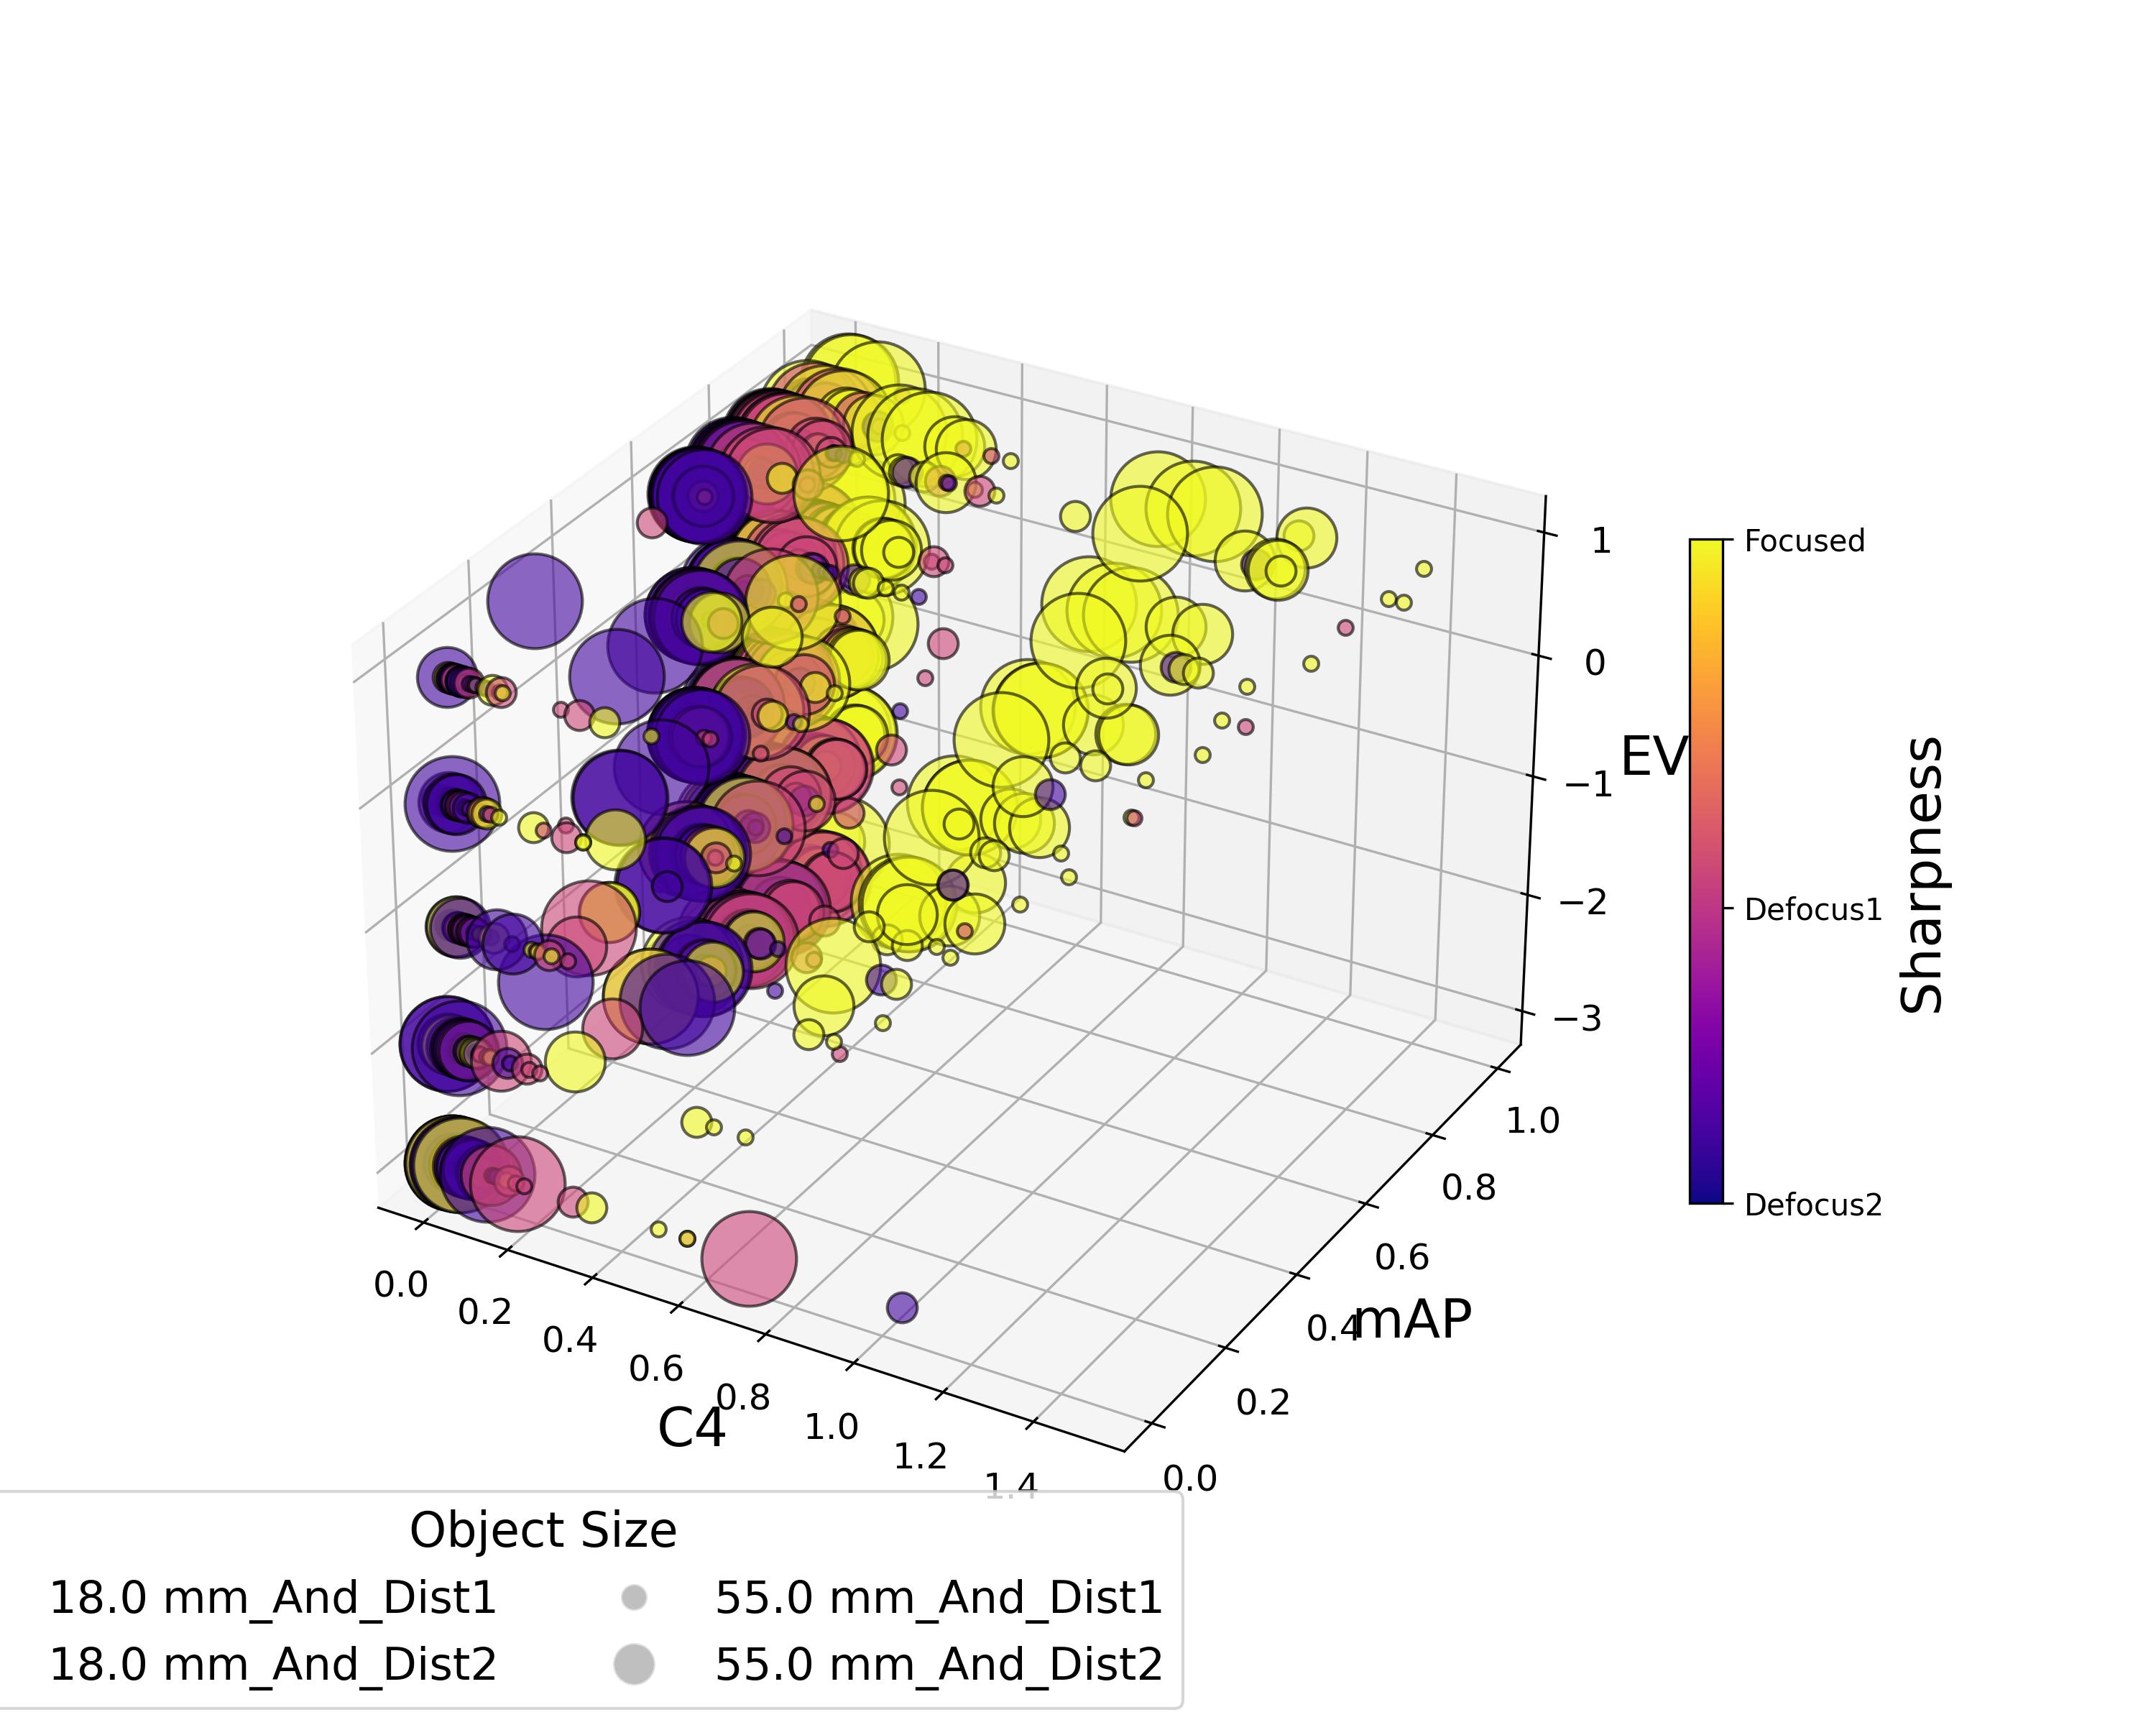 1
0
−1
−2
−3
EV
Focused
Defocus1
Defocus2
Sharpness
0.0
0.2
0.4
0.6
0.8
1.0
1.2
1.4
C4
0.0
0.2
0.4
0.6
0.8
1.0
mAP
Object Size
18.0 mm_And_Dist1
55.0 mm_And_Dist1
18.0 mm_And_Dist2
55.0 mm_And_Dist2